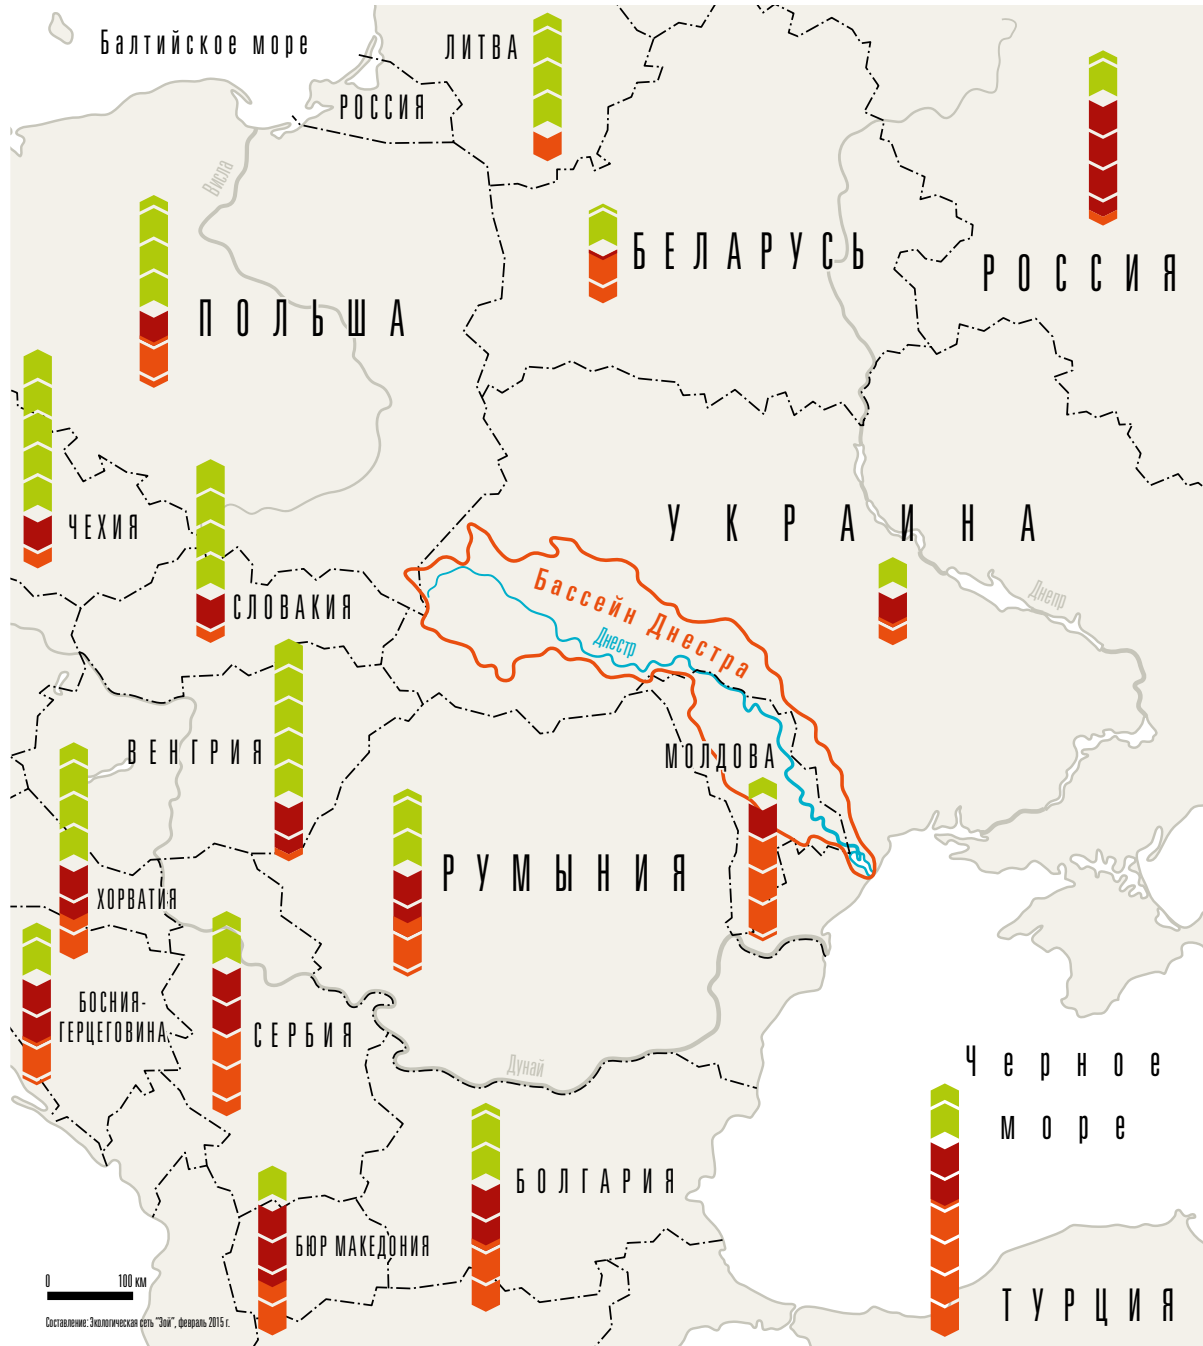 Балтийское море
ЛИТВА
РОССИЯ
Висла
БЕЛАРУСЬ
РОССИЯ
ПОЛЬША
ЧЕХИЯ
УКРАИНА
СЛОВАКИЯ
Бассейн Днестра
Днестр
Днепр
ВЕНГРИЯ
МОЛДОВА
РУМЫНИЯ
ХОРВАТИЯ
БОСНИЯ-
ГЕРЦЕГОВИНА
СЕРБИЯ
Дунай
Черное
море
БОЛГАРИЯ
БЮР МАКЕДОНИЯ
0 100 км
ТУРЦИЯ
Составление: Экологическая сеть "Зой", февраль 2015 г.